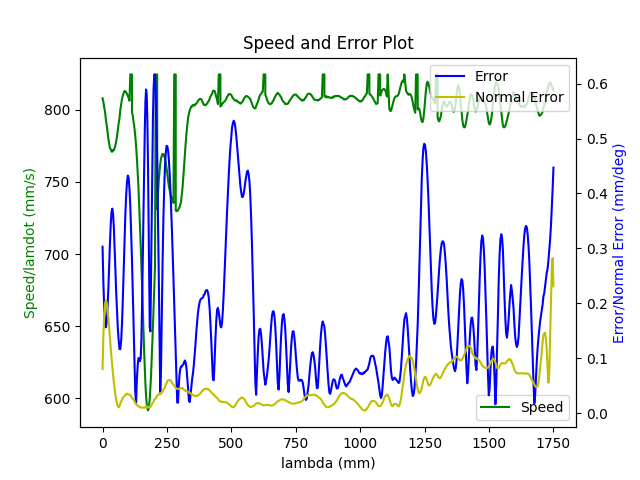 Speed and Error Plot
Speed/lamdot (mm/s)
800
750
700
650
600
Error
Normal Error
Speed
0.6
0.5
0.4
0.3
0.2
0.1
0.0
Error/Normal Error (mm/deg)
0 250 500 750 1000 1250 1500 1750
lambda (mm)